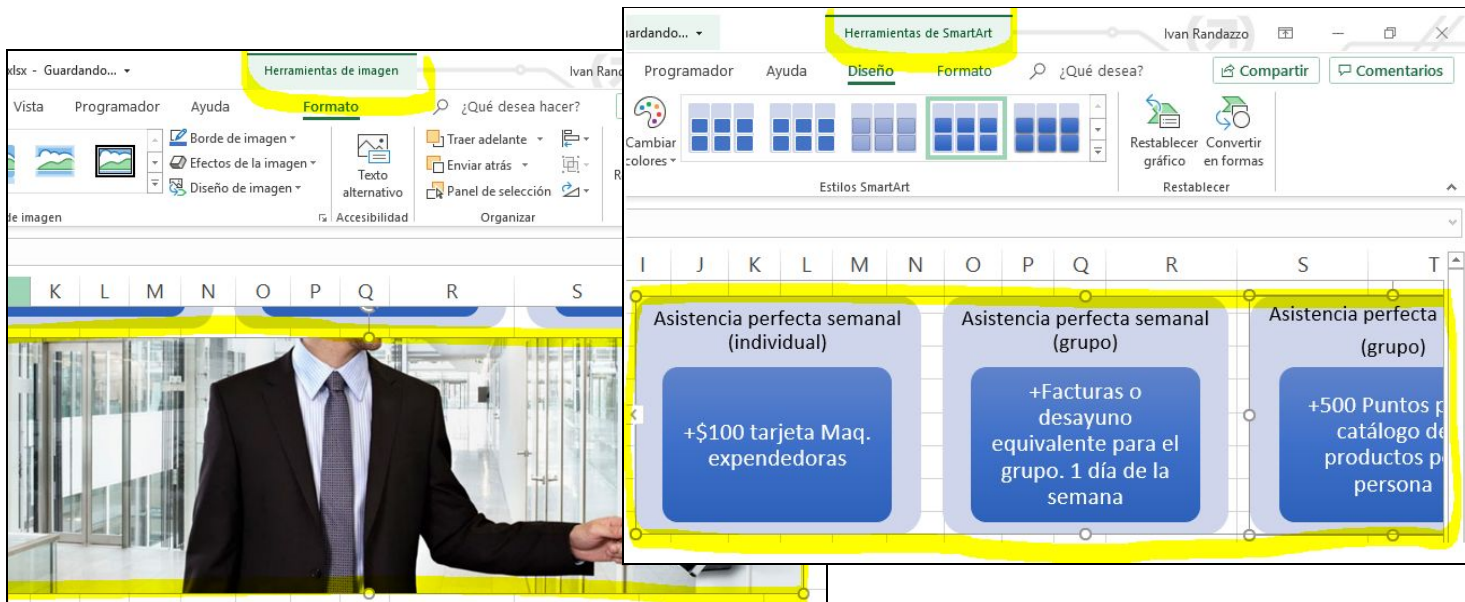 xlsx - Guardando...
Herramientas de imagen
Ivan Rand
Vista Programador Ayuda Formato ¿Qué desea hacer?
Borde de imagen
Efectos de la imagen
Diseño de imagen
Texto
alternativo
Traer adelante
Enviar atrás
Panel de selección
R
de imagen
Accesibilidad
Organizar
K L M N O P Q R S
uardando...
Herramientas de SmartArt
Ivan Randazzo
Programador Ayuda Diseño Formato ¿Qué desea?
Compartir
Comentarios
Cambiar
colores
Restablecer
gráfico
Convertir
en formas
Estilos SmartArt
Restablecer
I J K L M N O P Q R S T
Asistencia perfecta semanal
(individual)
+$100 tarjeta Maq.
expendedoras
Asistencia perfecta semanal
(grupo)
+Facturas o
desayuno
equivalente para el
grupo. 1 día de la
semana
Asistencia perfecta
(grupo)
+500 Puntos p
catálogo de
productos p
persona